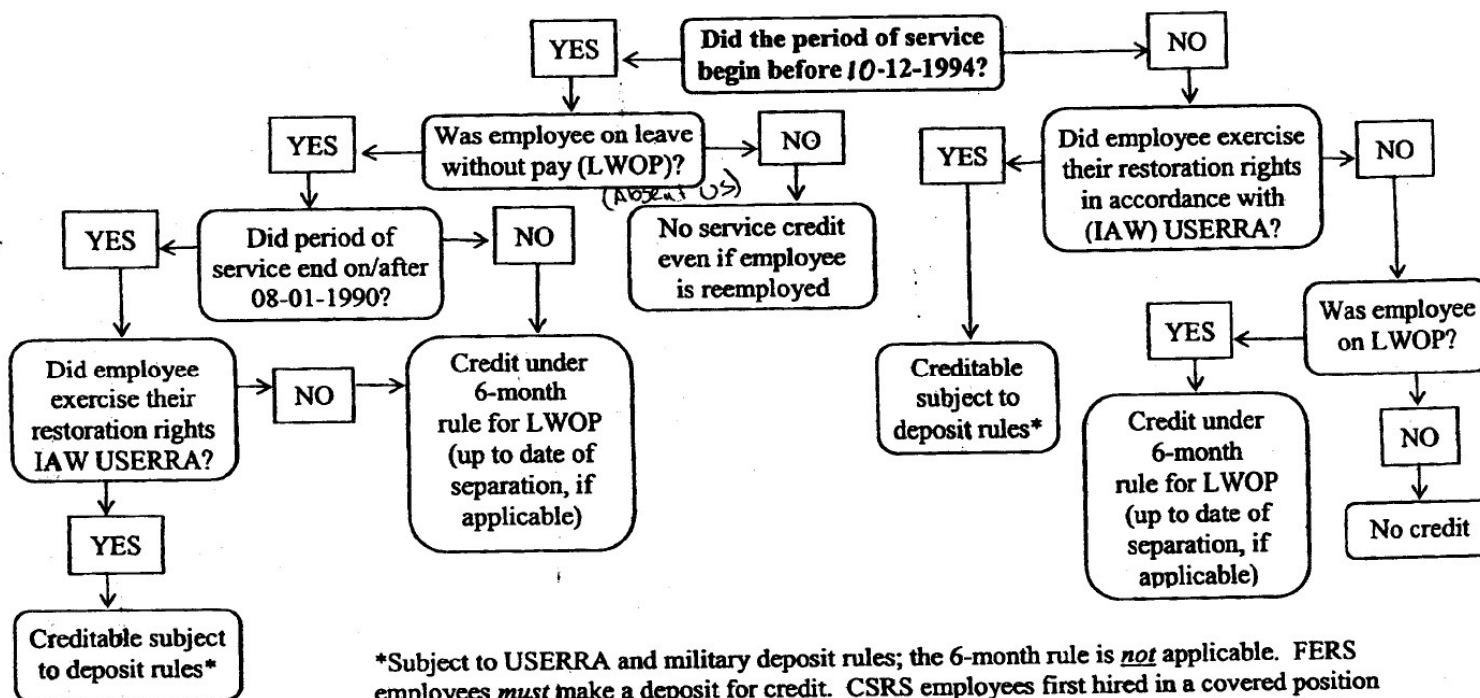 Did the period of service
begin before 10-12-1994?
YES
NO
Was employee on leave
without pay (LWOP)?
(Absent US)
YES
NO
Did period of
service end on/after
08-01-1990?
YES
NO
No service credit
even if employee
is reemployed
Did employee
exercise their
restoration rights
IAW USERRA?
NO
Credit under
6-month
rule for LWOP
(up to date of
separation, if
applicable)
YES
Creditable subject
to deposit rules*
Did employee exercise
their restoration rights
in accordance with
(IAW) USERRA?
YES
NO
Creditable
subject to
deposit rules*
Was employee
on LWOP?
YES
NO
Credit under
6-month
rule for LWOP
(up to date of
separation, if
applicable)
No credit
*Subject to USERRA and military deposit rules; the 6-month rule is not applicable. FERS
employees must make a deposit for credit. CSRS employees first hired in a covered position